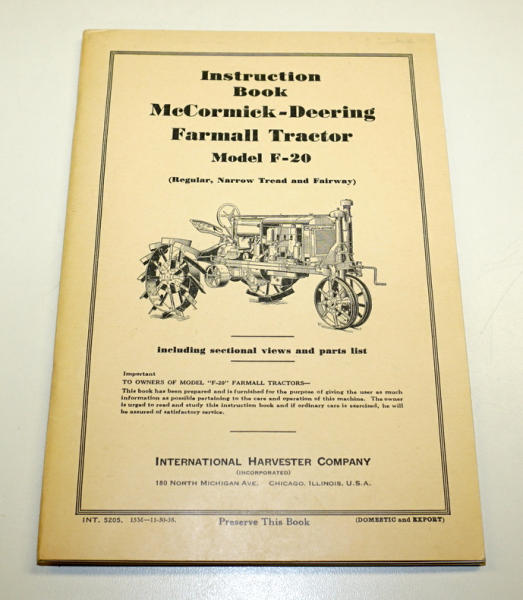 Instruction
Book
McCormick-Deering
Farmall Tractor
Model F-20
(Regular, Narrow Tread and Fairway)
including sectional views and parts list
Important
TO OWNERS OF MODEL "F-20" FARMALL TRACTORS—
This book has been prepared and is furnished for the purpose of giving the user as much
information as possible pertaining to the care and operation of this machine. The owner
is urged to read and study this instruction book and if ordinary care is exercised, he will
be assured of satisfactory service.
INTERNATIONAL HARVESTER COMPANY
(INCORPORATED)
180 NORTH MICHIGAN AVE. CHICAGO, ILLINOIS, U.S.A.
INT. 5205. 11-30-38. Preserve This Book (DOMESTIC and EXPORT)